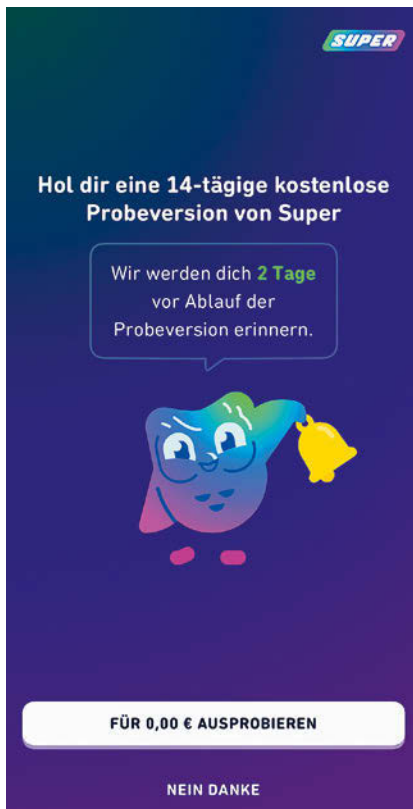 SUPER
Hol dir eine 14-tägige kostenlose
Probeversion von Super
Wir werden dich 2 Tage
vor Ablauf der
Probeversion erinnern.
FÜR 0,00 € AUSPROBIEREN
NEIN DANKE